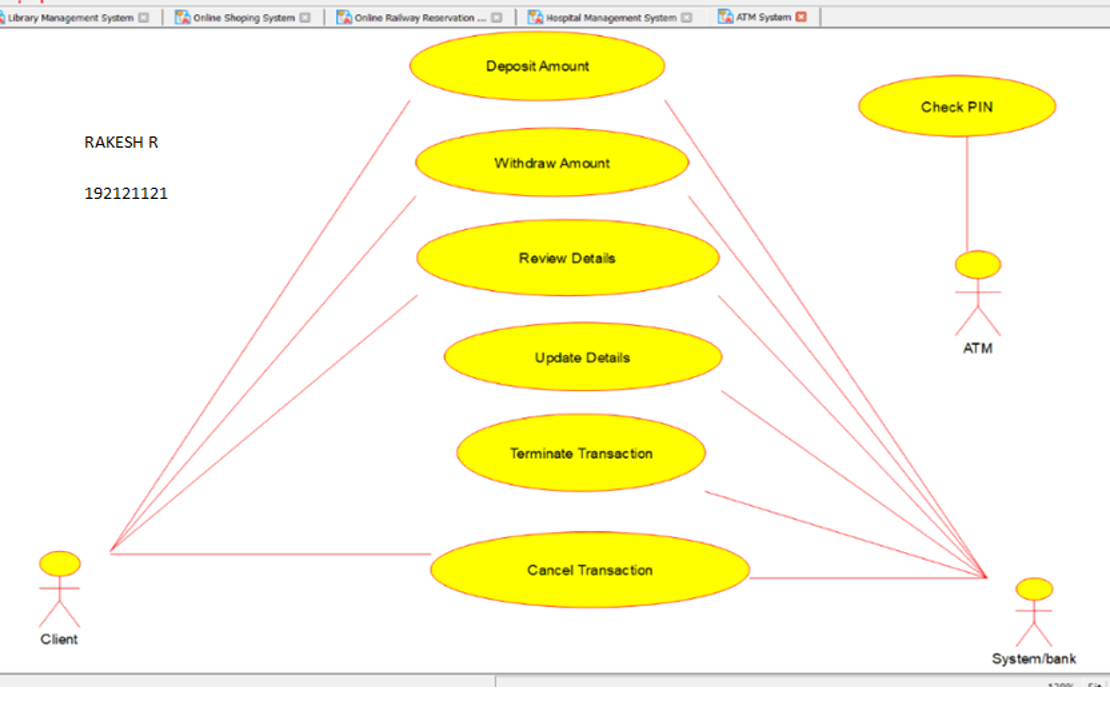 Library Management System
Online Shoping System
Online Railway Reservation ...
Hospital Management System
ATM System
Deposit Amount
Check PIN
RAKESH R
Withdraw Amount
192121121
Review Details
ATM
Update Details
Terminate Transaction
Cancel Transaction
Client
System/bank